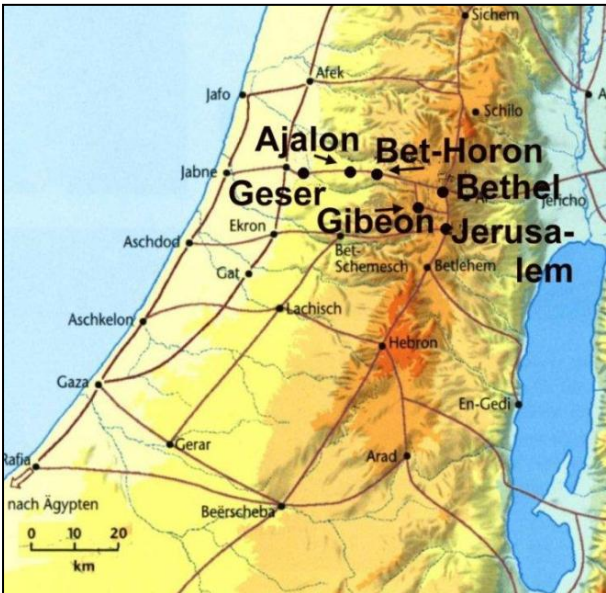 Sichem
Afek
Jafo
Schilo
Ajalon
Bet-Horon
Jabne
Geser
Bethel
Jericho
Gibeon
Jerusa-
lem
Ekron
Aschdod
Bet-
Schemesch
Betlehem
Gat
Lachisch
Aschkelon
Hebron
Gaza
En-Gedi
Gerar
Arad
Rafia
nach Ägypten
Beërscheba
0 10 20
km